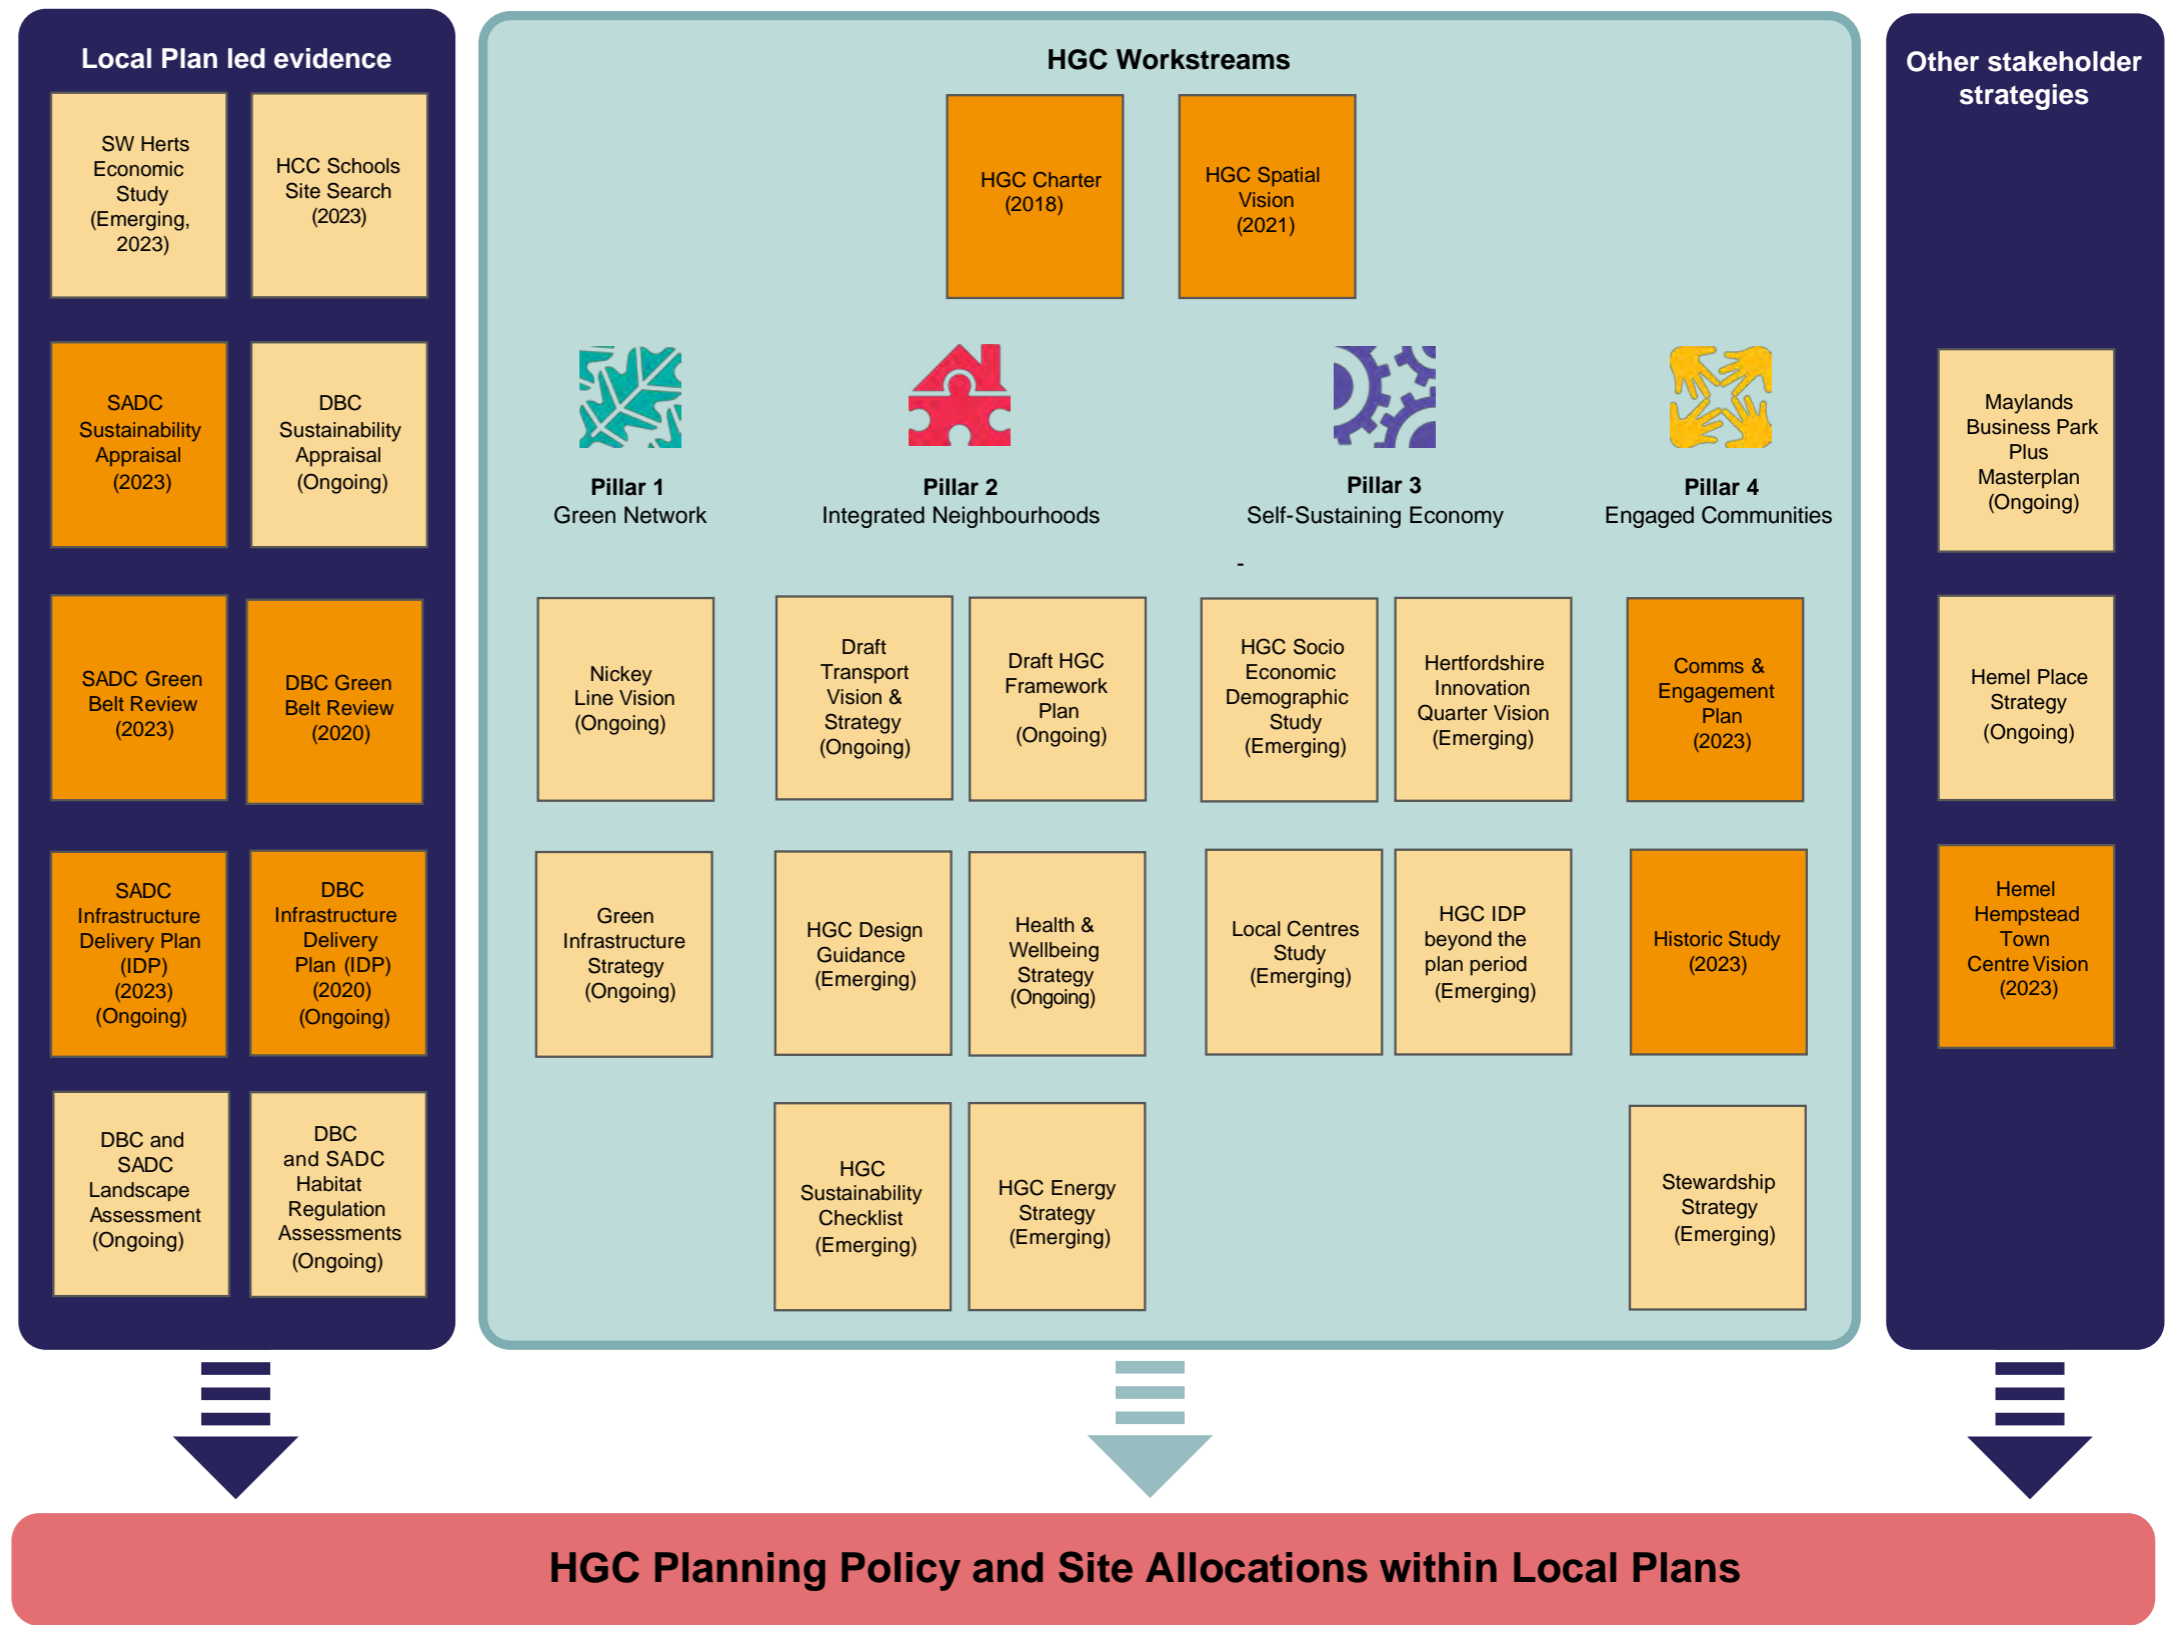 Local Plan led evidence
SW Herts
Economic
Study
(Emerging,
2023)
HCC Schools
Site Search
(2023)
SADC
Sustainability
Appraisal
(2023)
DBC
Sustainability
Appraisal
(Ongoing)
SADC Green
Belt Review
(2023)
DBC Green
Belt Review
(2020)
SADC
Infrastructure
Delivery Plan
(IDP)
(2023)
(Ongoing)
DBC
Infrastructure
Delivery
Plan (IDP)
(2020)
(Ongoing)
DBC and
SADC
Landscape
Assessment
(Ongoing)
DBC
and SADC
Habitat
Regulation
Assessments
(Ongoing)
HGC Workstreams
HGC Charter
(2018)
HGC Spatial
Vision
(2021)
Pillar 1
Green Network
Nickey
Line Vision
(Ongoing)
Green
Infrastructure
Strategy
(Ongoing)
Pillar 2
Integrated Neighbourhoods
Draft
Transport
Vision &
Strategy
(Ongoing)
Draft HGC
Framework
Plan
(Ongoing)
HGC Design
Guidance
(Emerging)
Health &
Wellbeing
Strategy
(Ongoing)
HGC
Sustainability
Checklist
(Emerging)
HGC Energy
Strategy
(Emerging)
Pillar 3
Self-Sustaining Economy
-
HGC Socio
Economic
Demographic
Study
(Emerging)
Hertfordshire
Innovation
Quarter Vision
(Emerging)
Local Centres
Study
(Emerging)
HGC IDP
beyond the
plan period
(Emerging)
Pillar 4
Engaged Communities
Comms &
Engagement
Plan
(2023)
Historic Study
(2023)
Stewardship
Strategy
(Emerging)
Other stakeholder
strategies
Maylands
Business Park
Plus
Masterplan
(Ongoing)
Hemel Place
Strategy
(Ongoing)
Hemel
Hempstead
Town
Centre Vision
(2023)
HGC Planning Policy and Site Allocations within Local Plans